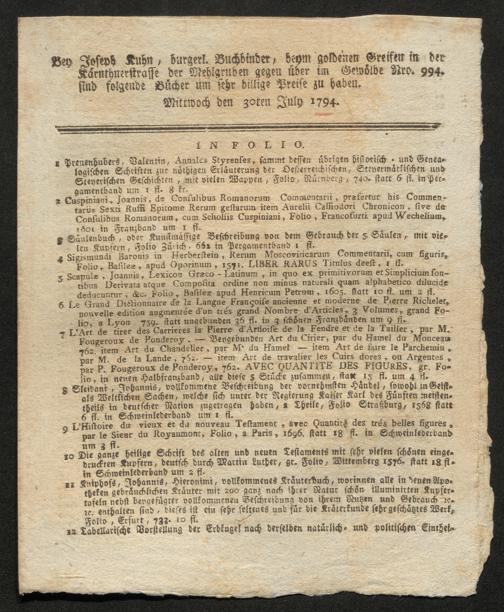 Bey Joseph Kuhn, burgerl. Buchbinder, beym goldenen Greifen in der
Kärnthnerstrasse der Mehlgruben gegen über im Gewölbe Nro. 994.
sind folgende Bücher um sehr billige Preise zu haben.
Mittwoch den 30ten July 1794.
IN FOLIO.
1 Preuenhubers, Valentin, Annales Styrenses, sammt dessen übrigen historisch- und Genea-
logischen Schriften zur nöthigen Erläuterung der Oesterreichischen, Steyermärkischen und
Steyerischen Geschichten, mit vielen Wappen, Folio, Nürnberg, 740. statt 6 fl. in Per-
gamentband um 1 fl. 8 kr.
2 Cuspiniani, Joannis, de Consulibus Romanorum Commentarii, præfertur his Commen-
tarius Sexti Ruffi Epitome Rerum gestarum item Aurelii Cassiodori Chronicon, sive de
Consulibus Romanorum, cum Scholiis Cuspiniani, Folio, Francofurti apud Wechelium,
1601 in Franzband um 1 fl.
3 Säulenbuch, oder Kunstmäßige Beschreibung von dem Gebrauch der 5 Säulen, mit vie-
len Kupfern, Folio Zürich, 662 in Pergamentband 1 fl.
4 Sigismundi Baronis in Herberstein, Rerum Moscoviticarum Commentarii, cum figuris,
Folio, Basileæ, apud Oporinum, 1571. LIBER RARUS Titulus deest, 1 fl.
5 Scapulæ, Joannis, Lexicon Græco-Latinum, in quo ex primitivorum et Simplicium fon-
tibus Derivata atque Composita ordine non minus naturali quam alphabetico dilucide
deducuntur, &c. Folio, Basileæ apud Henricum Petrum, 1605. statt 10 fl. um 2 fl.
6 Le Grand Diétionnaire de la Langue Françoise ancienne et moderne de Pierre Richelet,
nouvelle edition augmentée d'un trés grand Nombre d'Articles, 3 Volumes, grand Fo-
lio, a Lyon, 759. statt ungebunden 36 fl. in 3 schönen Franzbänden um 9 fl.
7 L'Art de tirer des Carrieres la Pierre d'Ardoise de la Fendre et de la Tailler, par M.
Fougeroux de Ponderoy. — Vergebunden Art du Cirier, par du Hamel du Monceau
762. item Art du Chandelier, par Mr. du Hamel — item Art de faire le Parchemin,
par M. de la Lande, 762. — item Art de travalier les Cuirs dores, ou Argentes,
par P. Fougeroux de Ponderoy, 762. AVEC QUANTITE DES FIGURES, gr. Fo-
lio, in neuen Halbfranzband, alle diese 5 Stücke zusammen, statt 15 fl. um 4 fl.
8 Sleidani, Johannis, vollkommene Beschreibung der vornehmsten Händel, sowohl in Geist-
als Weltlichen Sachen, welche sich unter der Regierung Kaiser Karl des Fünften meisten-
theils in deutscher Nation zugetragen haben, 2 Theile, Folio Straßburg, 1568 statt
6 fl. in Schweinlederband um 1 fl.
9 L'Histoire du vieux et du nouveau Testament, avec Quantité des trés belles figures,
par le Sieur du Royaumont, Folio, a Paris, 1696. statt 18 fl. in Schweinlederband
um 3 fl.
10 Die ganze heilige Schrift des alten und neuen Testaments mit sehr vielen schönen einge-
druckten Kupfern, deutsch durch Martin Luther, gr. Folio, Wittemberg 1576. statt 18 fl.
in Schweinlederband um 2 fl.
11 Kniphofs, Johannis, Hieronimi, vollkommenes Kräuterbuch, worinnen alle in denen Apo-
theken gebräuchlichen Kräuter mit 200 ganz nach ihrer Natur schön illuminirten Kupfer-
tafeln nebst beygefügter vollkommenen Beschreibung von ihrem Nutzen und Gebrauch ꝛc.
ꝛc. enthalten sind, dieses ist ein sehr seltenes und für die Kräuterkunde sehr geschätztes Werk,
Folio, Erfurt, 733. 10 fl.
12 Tabellarische Vorstellung der Erdkugel nach derselben natürlich- und politischen Einthei-